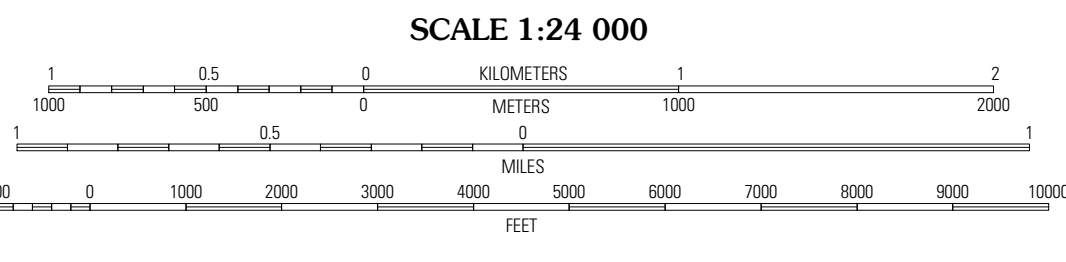 SCALE 1:24 000
1 0.5 0 KILOMETERS 1 2
1000 500 0 METERS 1000 2000
1 0.5 0 1
MILES
0 1000 2000 3000 4000 5000 6000 7000 8000 9000 10000
FEET